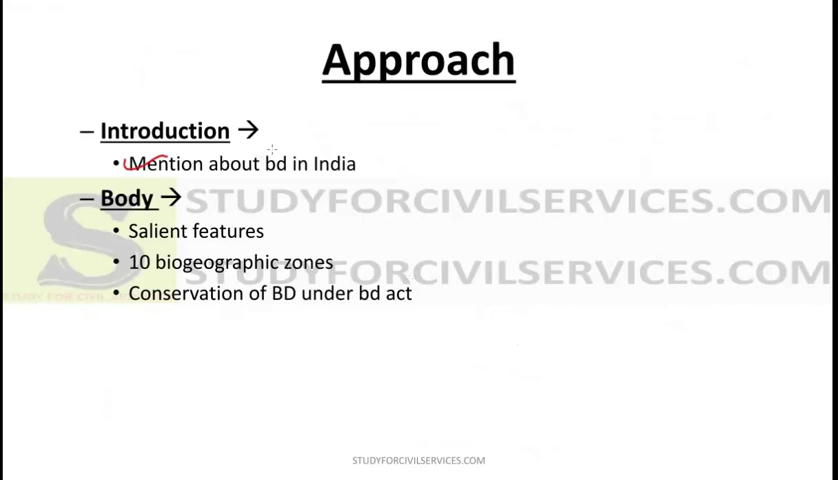 Approach
– Introduction →
• Mention about bd in India
– Body →
STUDYFORCIVILSERVICES.COM
• Salient features
• 10 biogeographic zones
STUDYFORCIVILSERVICES.COM
• Conservation of BD under bd act
STUDYFORCIVILSERVICES.COM